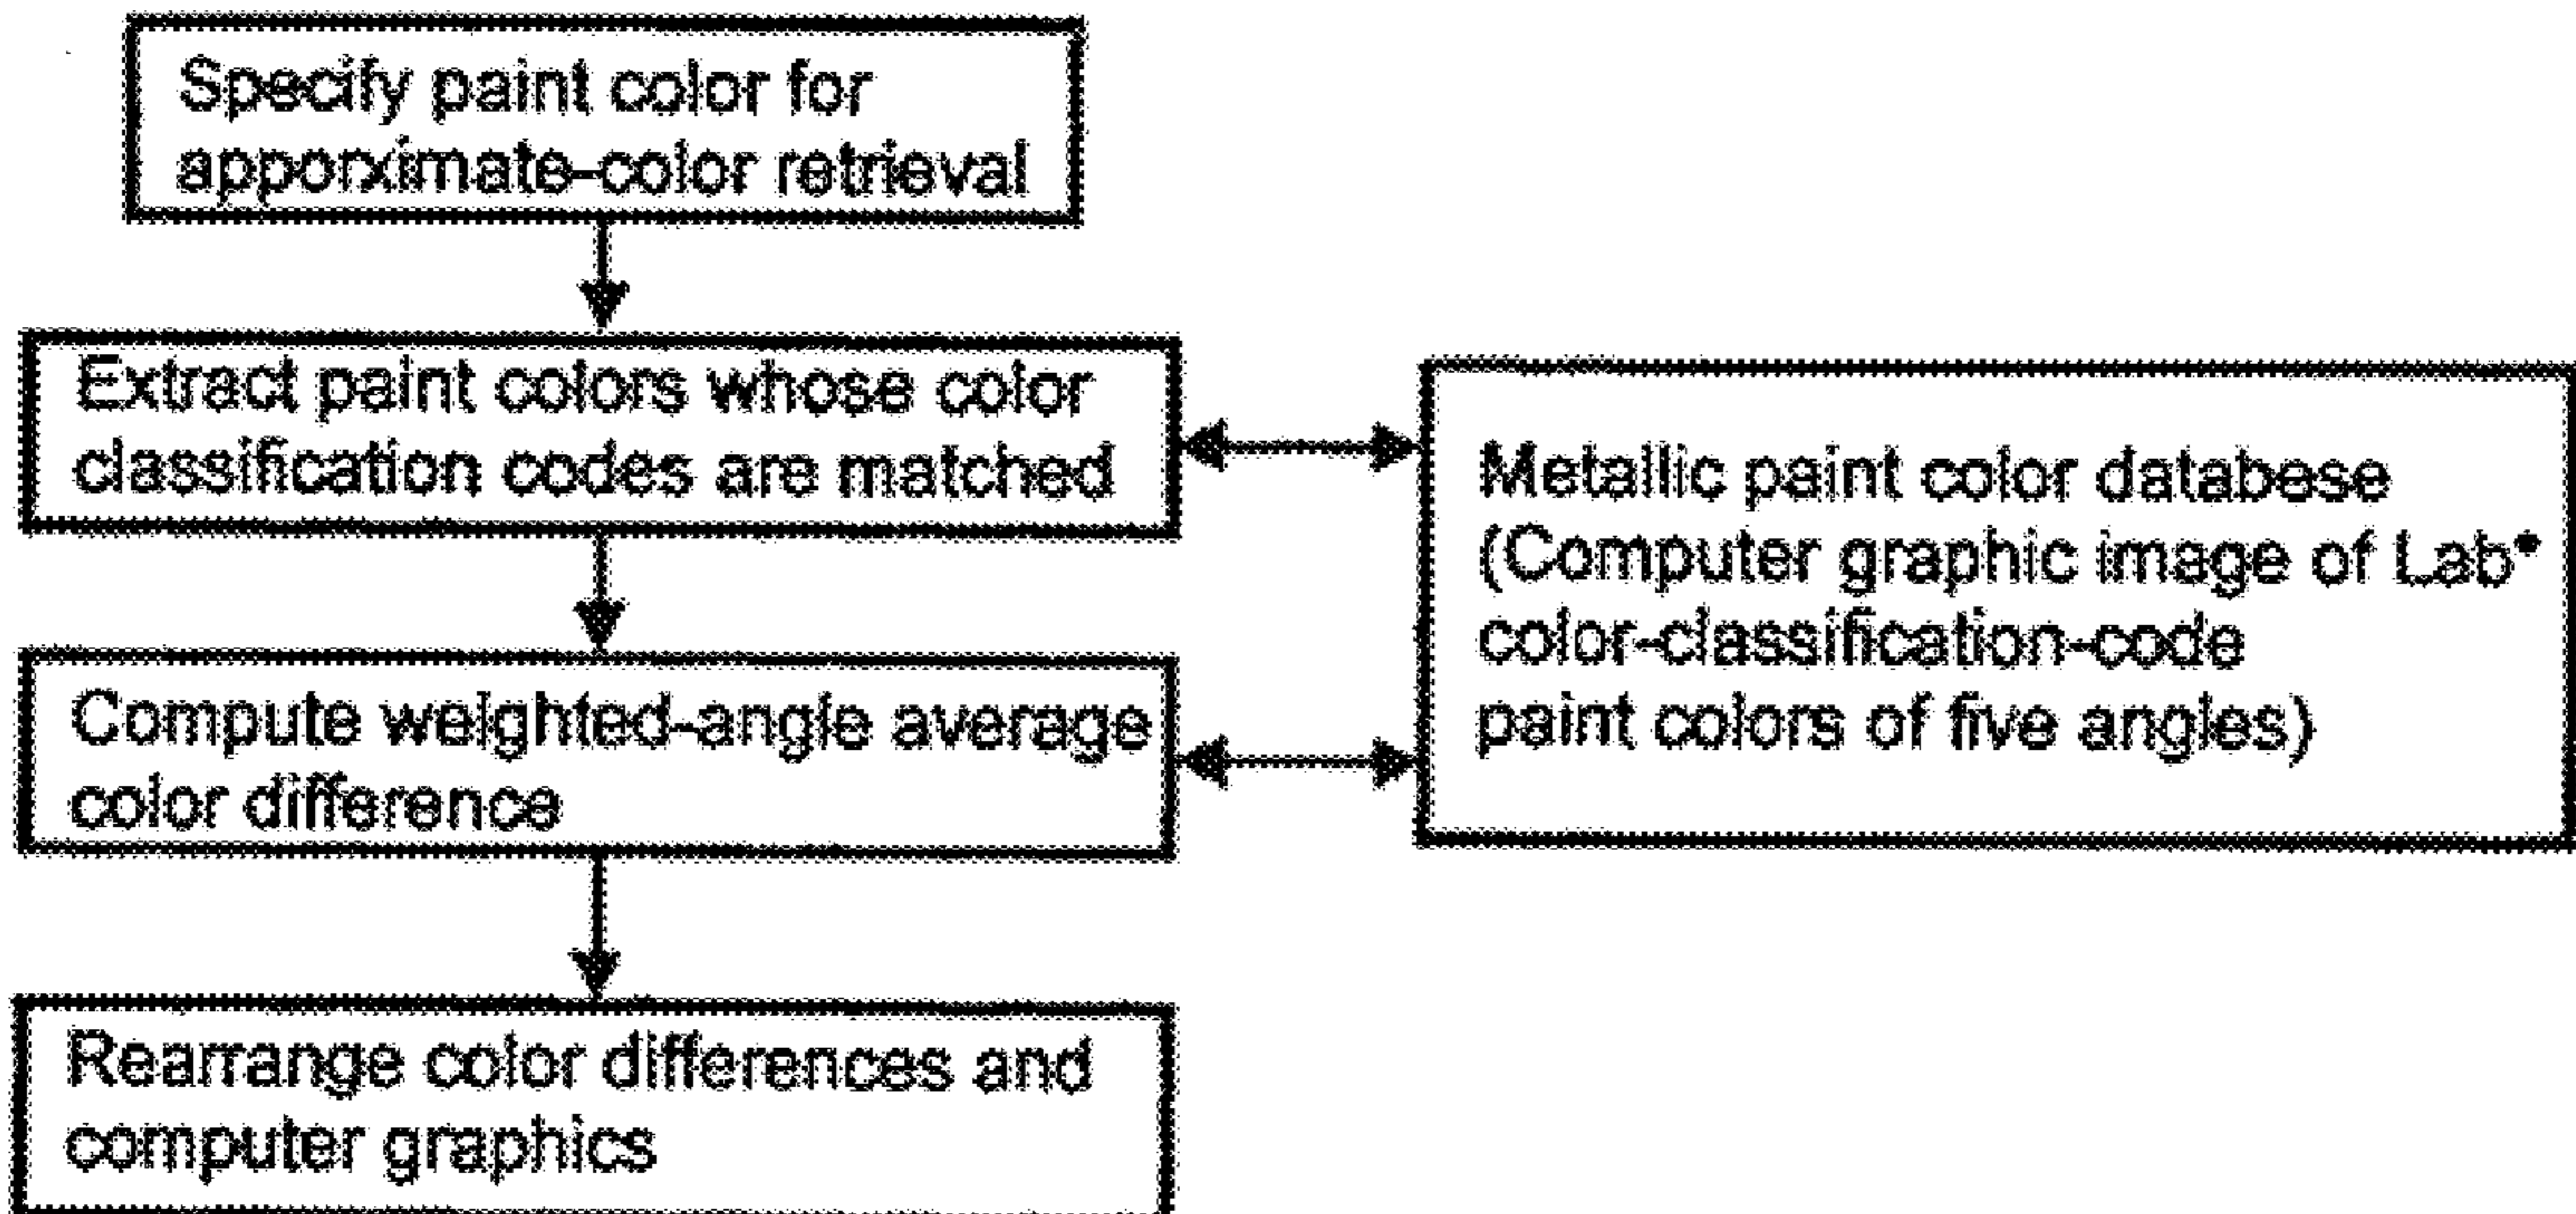 Specify paint color for
apporximate-color retrieval
Extract paint colors whose color
classification codes are matched
Metallic paint color databese
(Computer graphic image of Lab*
color-classification-code
paint colors of five angles)
Compute weighted-angle average
color difference
Rearrange color differences and
computer graphics